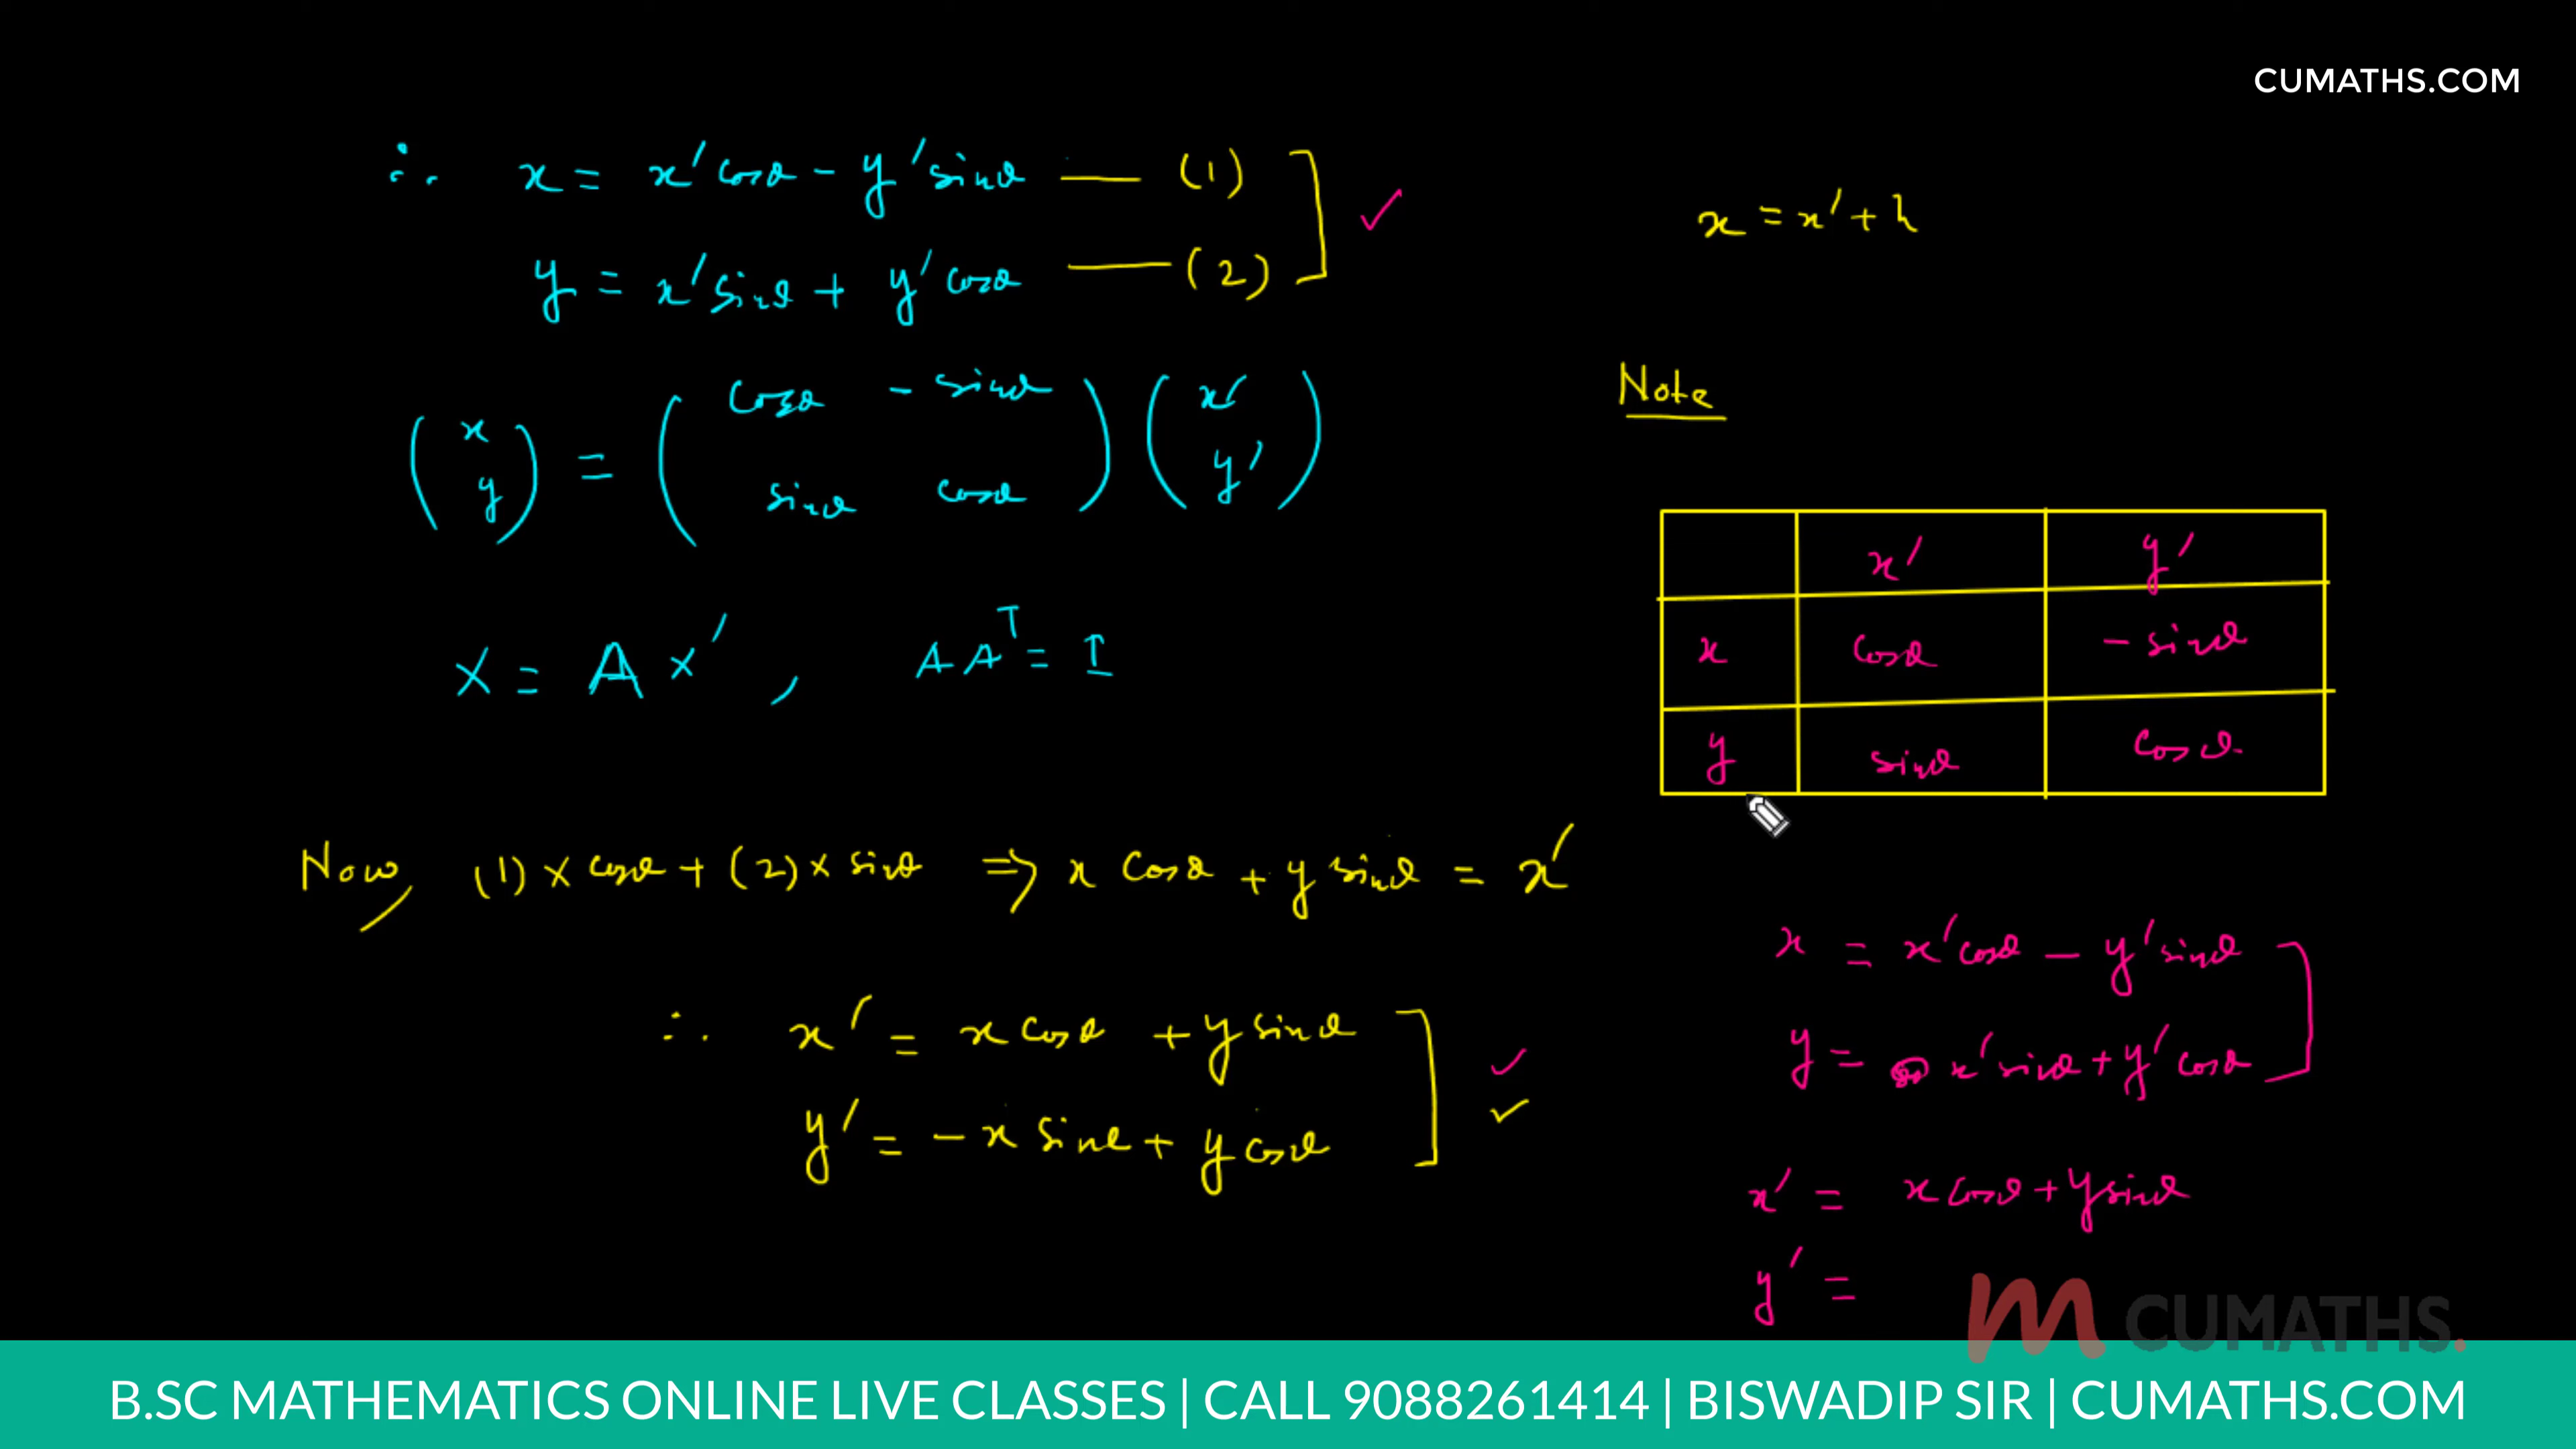 CUMATHS.COM
∴ x = x' cosθ - y' sinθ — (1)
y = x' sinθ + y' cosθ — (2)
(x y) = (cosθ - sinθ sinθ cosθ) (x' y')
X = A X' , A A^T = I
Now, (1) × cosθ + (2) × sinθ ⇒ x cosθ + y sinθ = x'
∴ x' = x cosθ + y sinθ
y' = - x sinθ + y cosθ
x = x' + h
Note
x' y'
x cosθ - sinθ
y sinθ cosθ
x = x' cosθ - y' sinθ
y = x' sinθ + y' cosθ
x' = x cosθ + y sinθ
y' =
CUMATHS.
B.SC MATHEMATICS ONLINE LIVE CLASSES | CALL 9088261414 | BISWADIP SIR | CUMATHS.COM